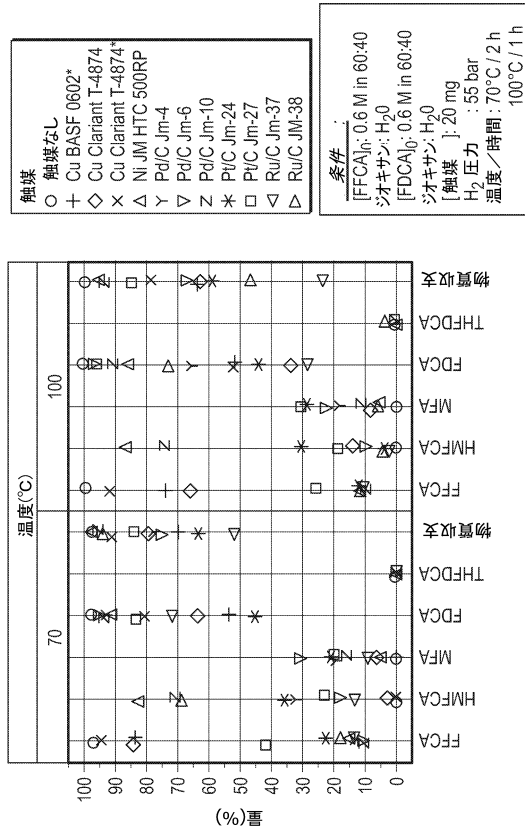 温度(℃)
70
100
量(%)
100
90
80
70
60
50
40
30
20
10
0
FFCA
HMFCA
MFA
FDCA
THFDCA
物質収支
FFCA
HMFCA
MFA
FDCA
THFDCA
物質収支
触媒
触媒なし
Cu BASF 0602*
Cu Clariant T-4874
Cu Clariant T-4874*
Ni JM HTC 500RP
Pd/C Jm-4
Pd/C Jm-6
Pd/C Jm-10
Pt/C Jm-24
Pt/C Jm-27
Ru/C Jm-37
Ru/C JM-38
条件 :
[FFCA]₀: 0.6 M in 60:40
ジオキサン: H₂O
[FDCA]₀: 0.6 M in 60:40
ジオキサン: H₂O
[触媒 ]: 20 mg
H₂ 圧力 : 55 bar
温度/時間 : 70°C / 2 h
100°C / 1 h